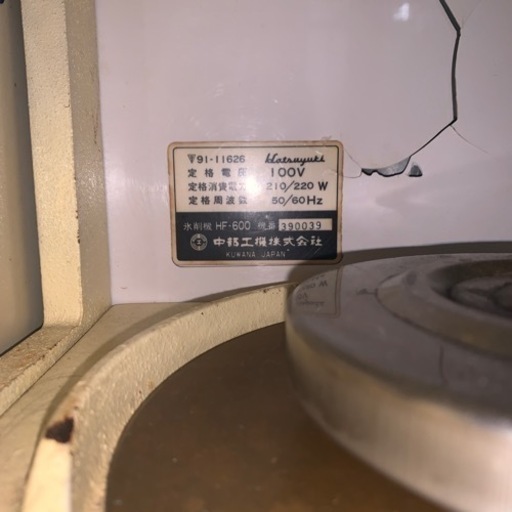 〒91-11626 Hatsuyuki
定格電圧 100V
定格消費電力 210/220 W
定格周波数 50/60Hz
氷削機 HF-600 機番 390039
中部工機株式会社
KUWANA JAPAN